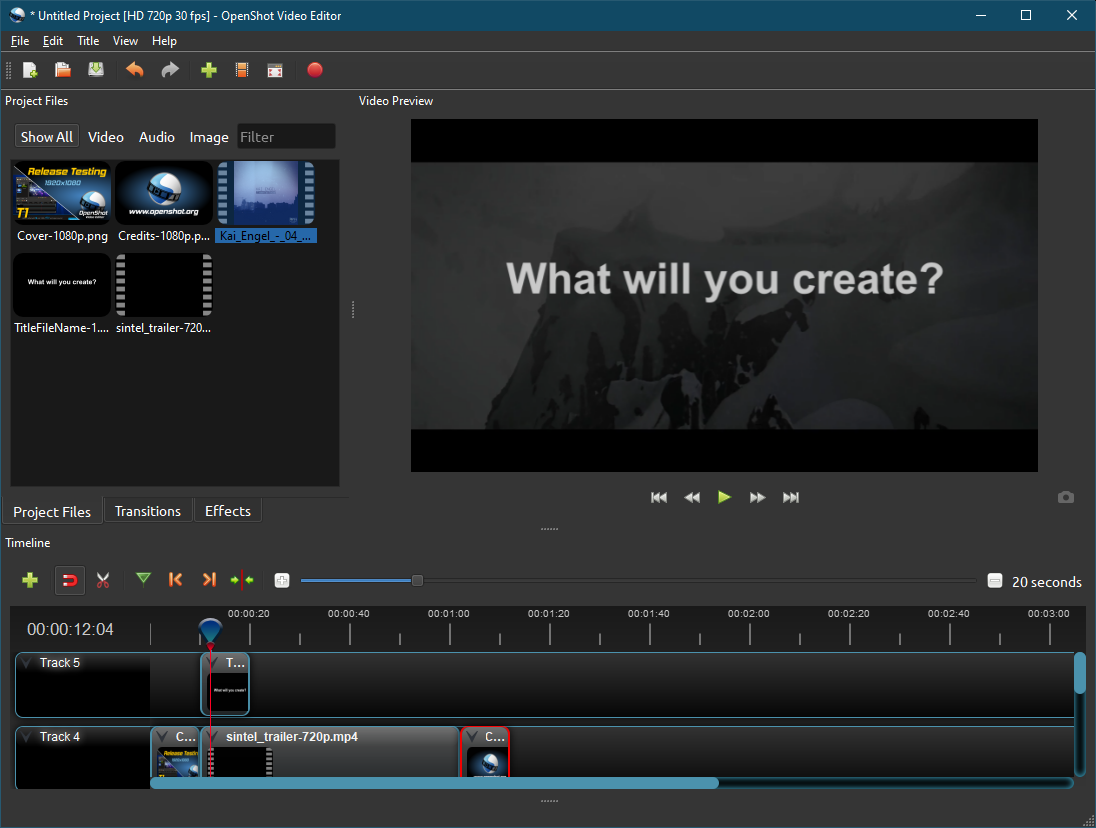 * Untitled Project [HD 720p 30 fps] - OpenShot Video Editor
File Edit Title View Help
Project Files
Video Preview
Show All Video Audio Image Filter
Release Testing
1920x1080
T1
OpenShot
www.openshot.org
Cover-1080p.png Credits-1080p.p... Kai_Engel_-_04_...
What will you create?
TitleFileName-1.... sintel_trailer-720...
What will you create?
Project Files Transitions Effects
Timeline
20 seconds
00:00:12:04
00:00:20 00:00:40 00:01:00 00:01:20 00:01:40 00:02:00 00:02:20 00:02:40 00:03:00
Track 5 T...
What will you create?
Track 4 C... sintel_trailer-720p.mp4 C...
Release Testin